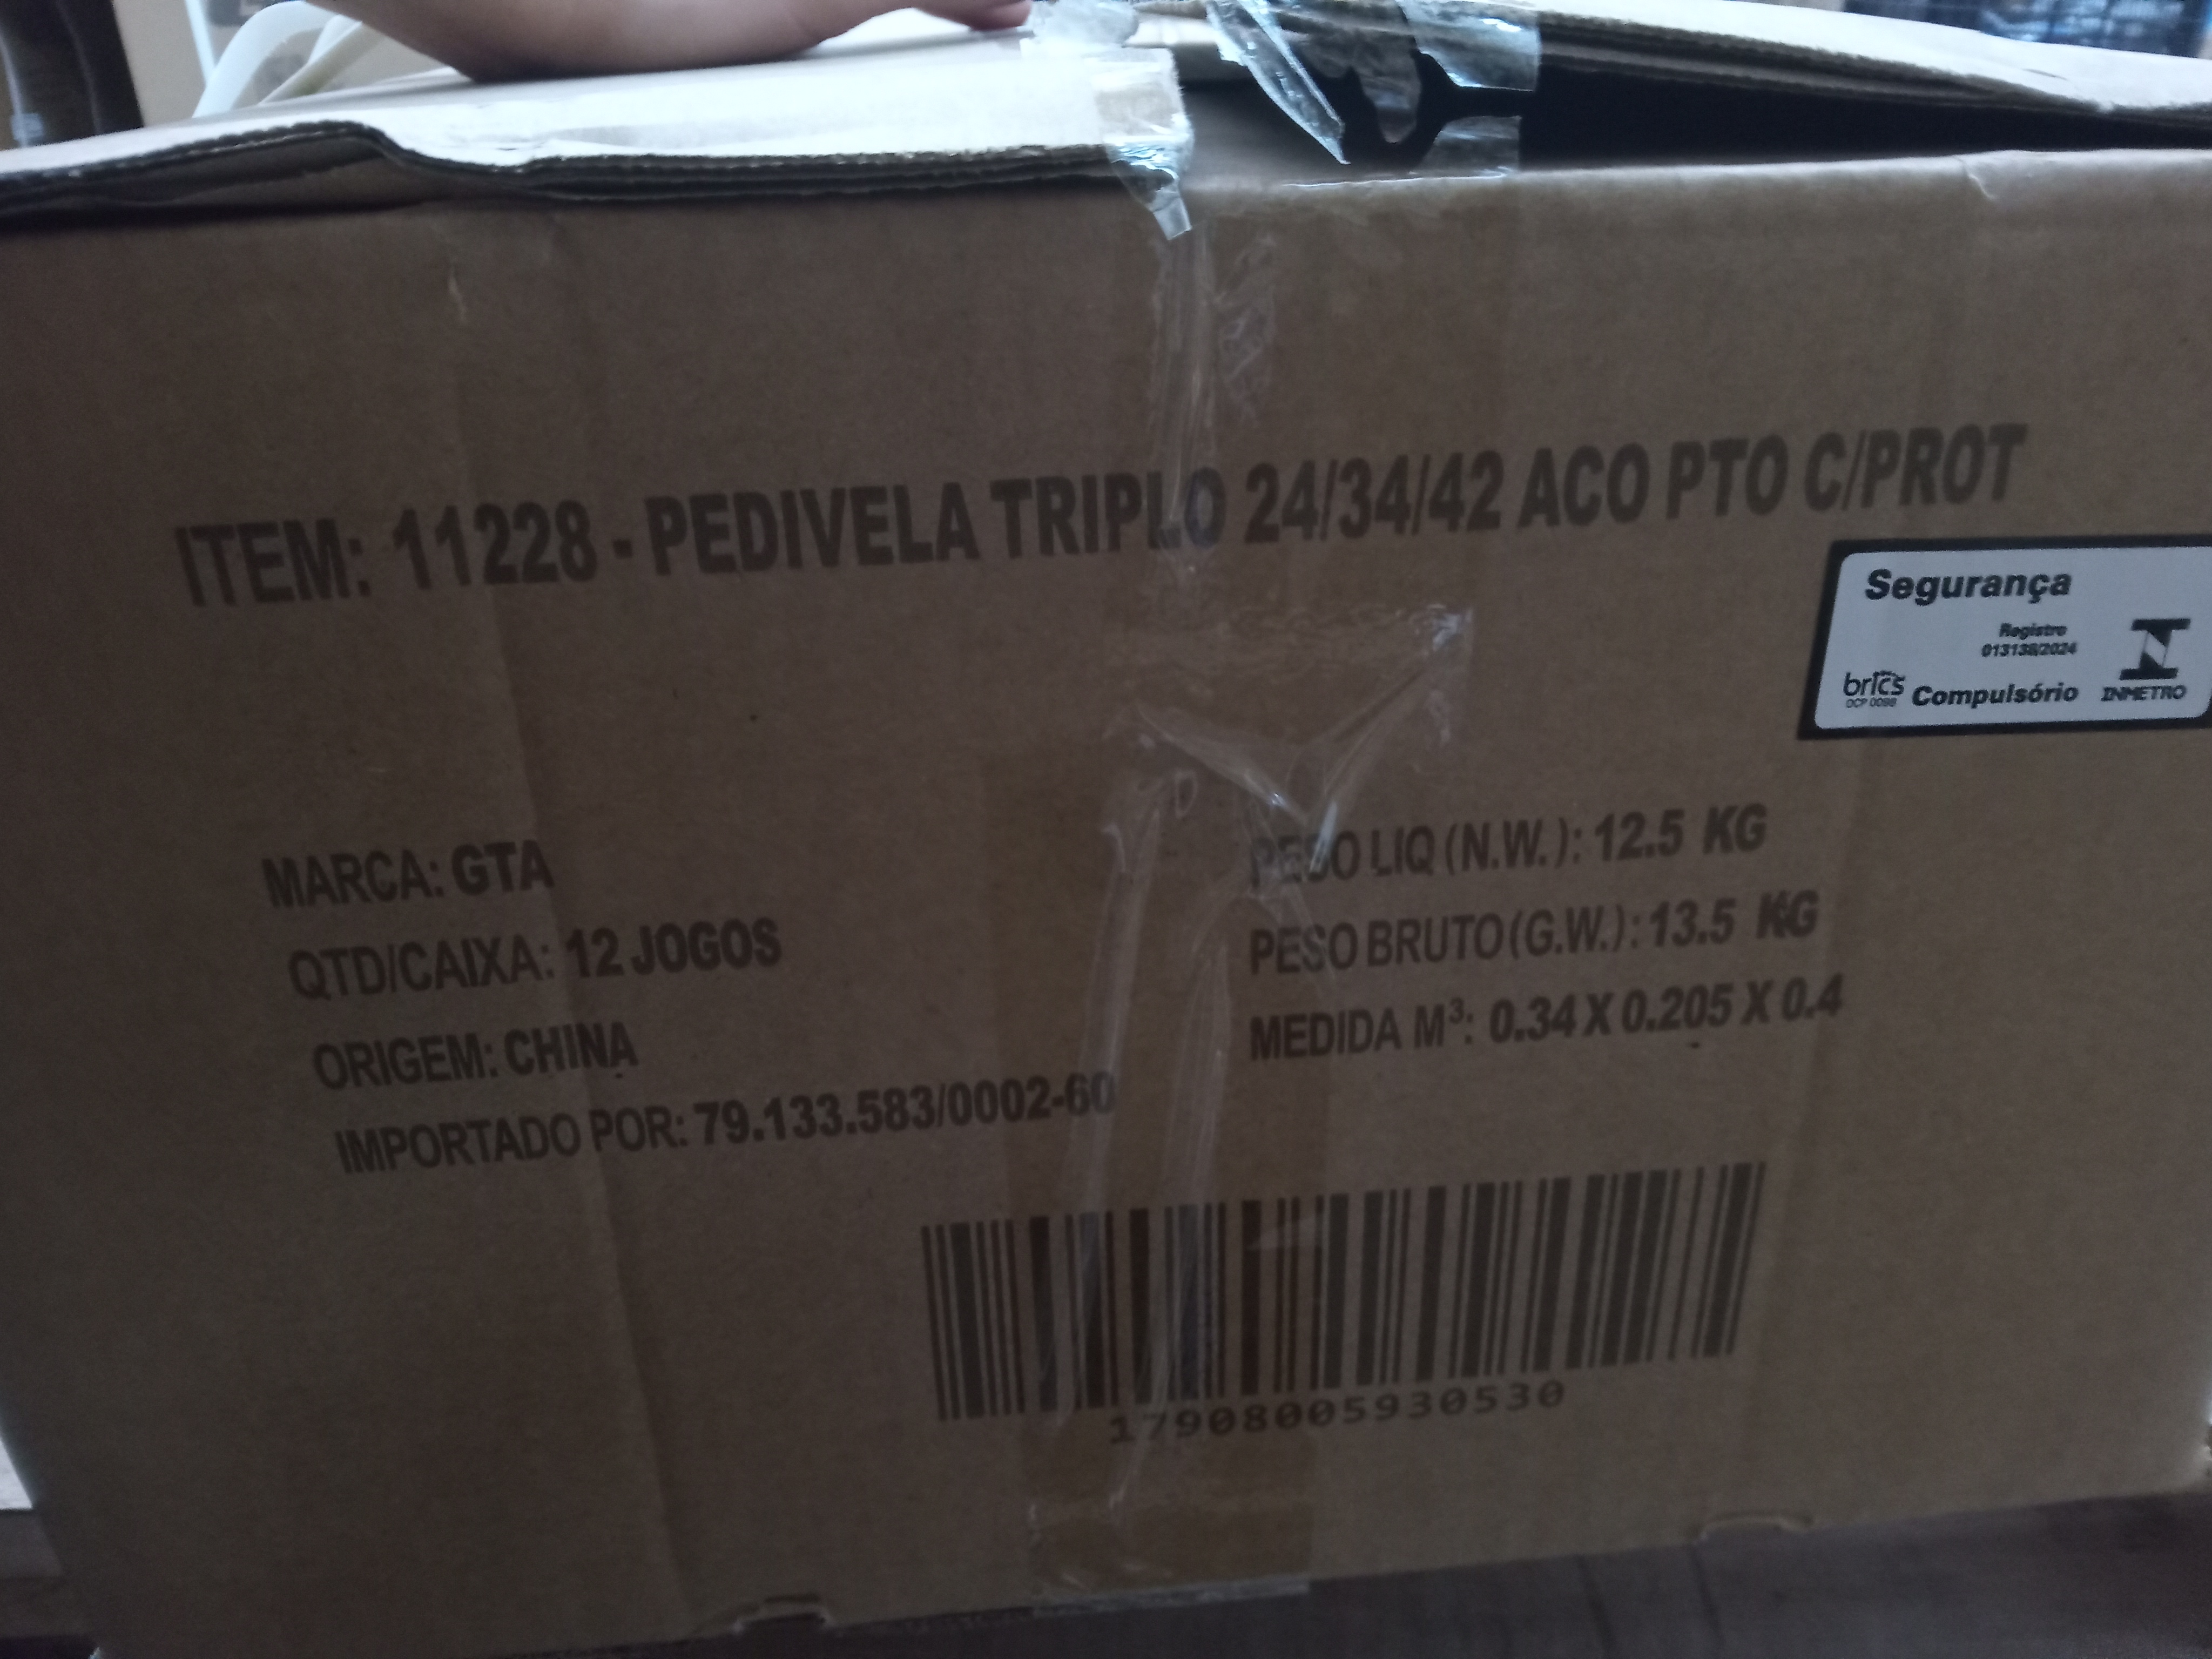 ITEM: 11228 - PEDIVELA TRIPLO 24/34/42 ACO PTO C/PROT
Segurança
Registro
013138/2024
brics
OCP 0098
Compulsório
INMETRO
MARCA: GTA
QTD/CAIXA: 12 JOGOS
ORIGEM: CHINA
IMPORTADO POR: 79.133.583/0002-60
PESO LIQ (N.W.): 12.5 KG
PESO BRUTO (G.W.): 13.5 KG
MEDIDA M³: 0.34 X 0.205 X 0.4
17908005930530